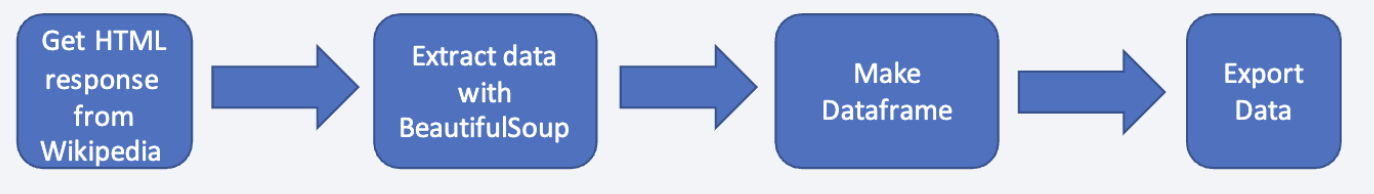 Get HTML
response
from
Wikipedia
Extract data
with
BeautifulSoup
Make
Dataframe
Export
Data